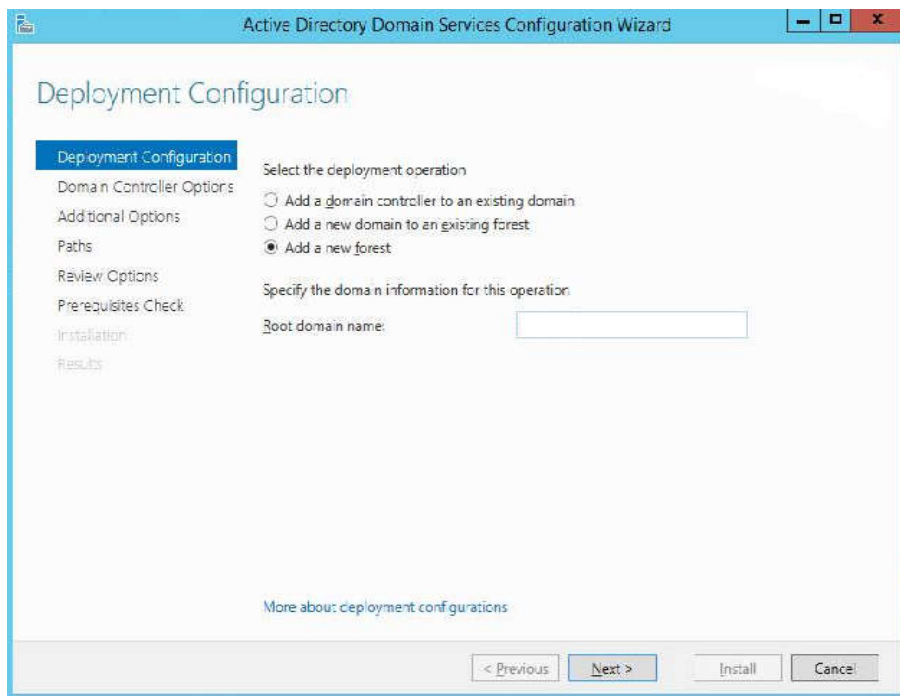 Active Directory Domain Services Configuration Wizard
Deployment Configuration
Deployment Configuration
Domain Controller Options
Additional Options
Paths
Review Options
Prerequisites Check
Installation
Results
Select the deployment operation
Add a domain controller to an existing domain
Add a new domain to an existing forest
Add a new forest
Specify the domain information for this operation
Root domain name:
More about deployment configurations
< Previous
Next >
Install
Cancel